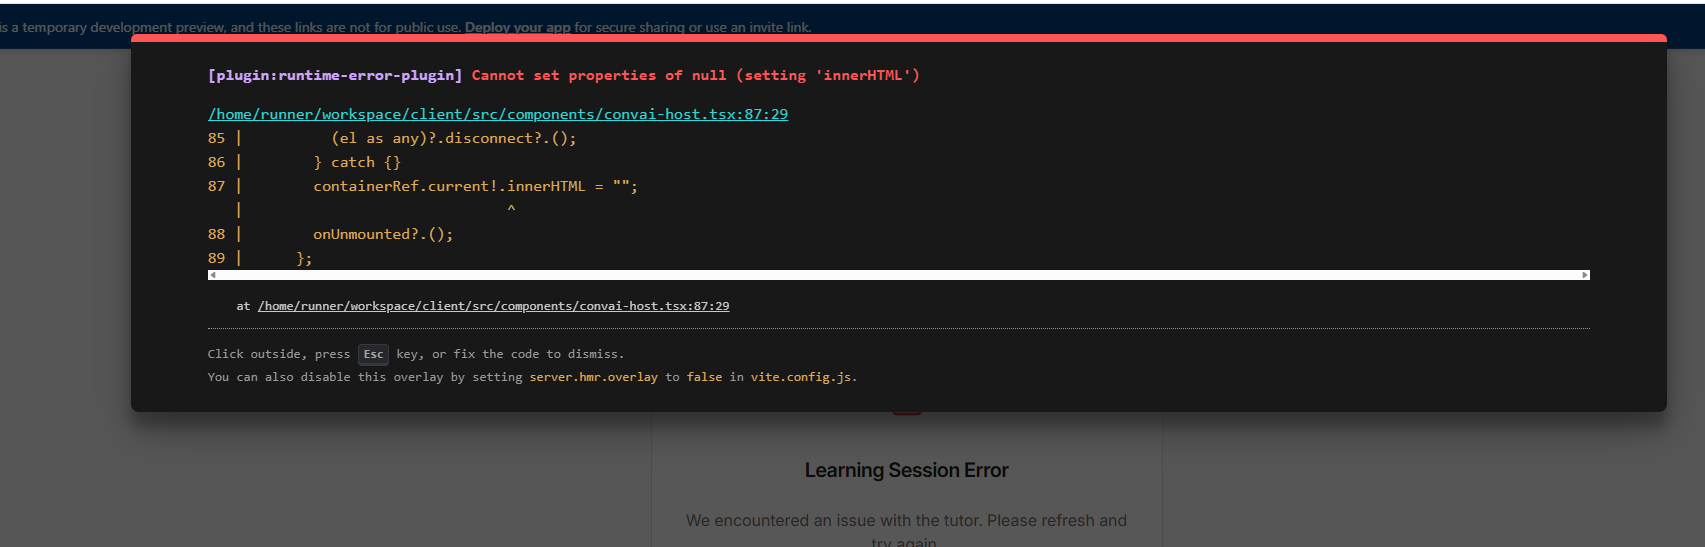 is a temporary development preview, and these links are not for public use. Deploy your app for secure sharing or use an invite link.
[plugin:runtime-error-plugin] Cannot set properties of null (setting 'innerHTML')
/home/runner/workspace/client/src/components/convai-host.tsx:87:29
85 |          (el as any)?.disconnect?.();
86 |        } catch {}
87 |        containerRef.current!.innerHTML = "";
   |                              ^
88 |        onUnmounted?.();
89 |      };
at /home/runner/workspace/client/src/components/convai-host.tsx:87:29
Click outside, press Esc key, or fix the code to dismiss.
You can also disable this overlay by setting server.hmr.overlay to false in vite.config.js.
Learning Session Error
We encountered an issue with the tutor. Please refresh and
try again